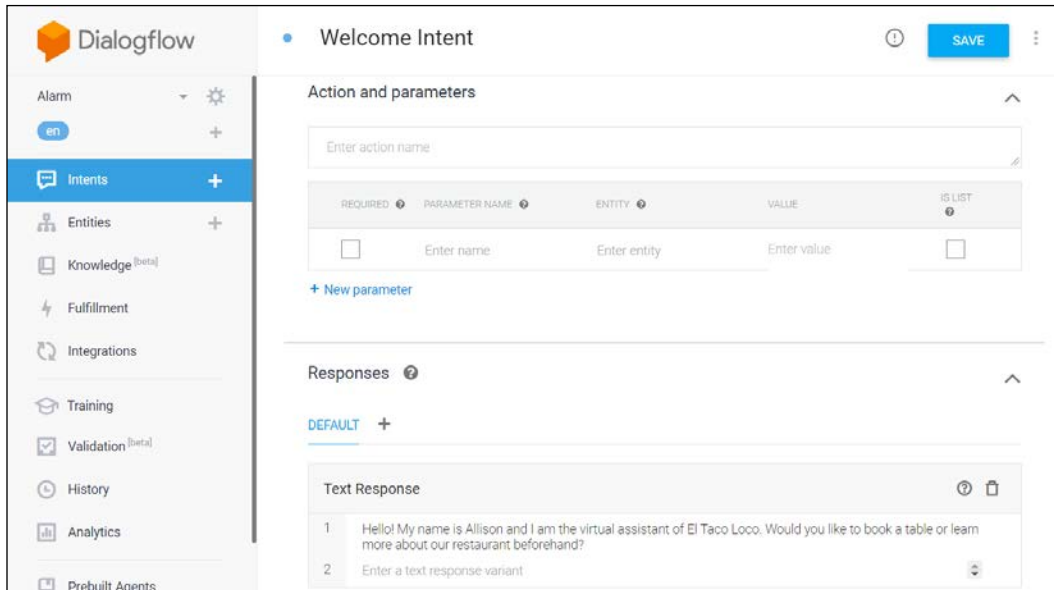 Dialogflow
Welcome Intent
SAVE
Alarm
en
Intents
Entities
Knowledge [beta]
Fulfillment
Integrations
Training
Validation [beta]
History
Analytics
Prebuilt Agents
Action and parameters
Enter action name
REQUIRED PARAMETER NAME ENTITY VALUE IS LIST
Enter name Enter entity Enter value
+ New parameter
Responses
DEFAULT +
Text Response
1 Hello! My name is Allison and I am the virtual assistant of El Taco Loco. Would you like to book a table or learn
more about our restaurant beforehand?
2 Enter a text response variant